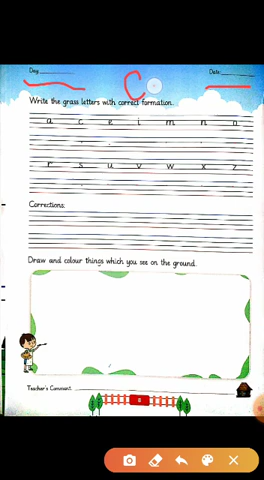 Day: Date:
C
Write the grass letters with correct formation.
a c e i m n o
r s u v w x z
Corrections:
Draw and colour things which you see on the ground.
Teacher's Comment:
8